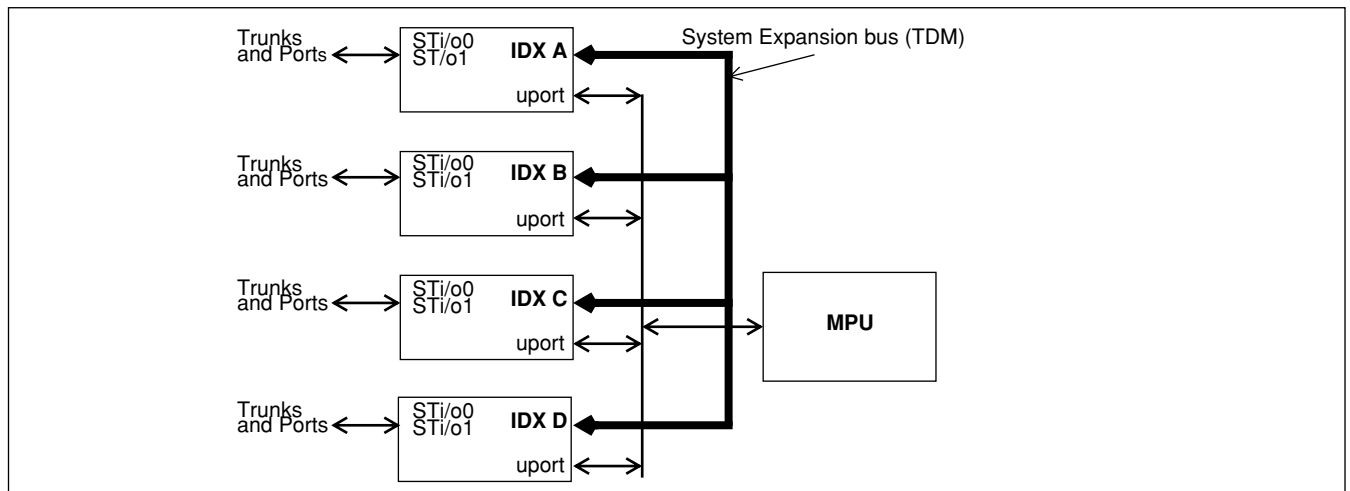 System Expansion bus (TDM)
Trunks
and Ports
STi/o0
ST/o1
IDX A
uport
Trunks
and Ports
STi/o0
STi/o1
IDX B
uport
Trunks
and Ports
STi/o0
STi/o1
IDX C
uport
MPU
Trunks
and Ports
STi/o0
STi/o1
IDX D
uport